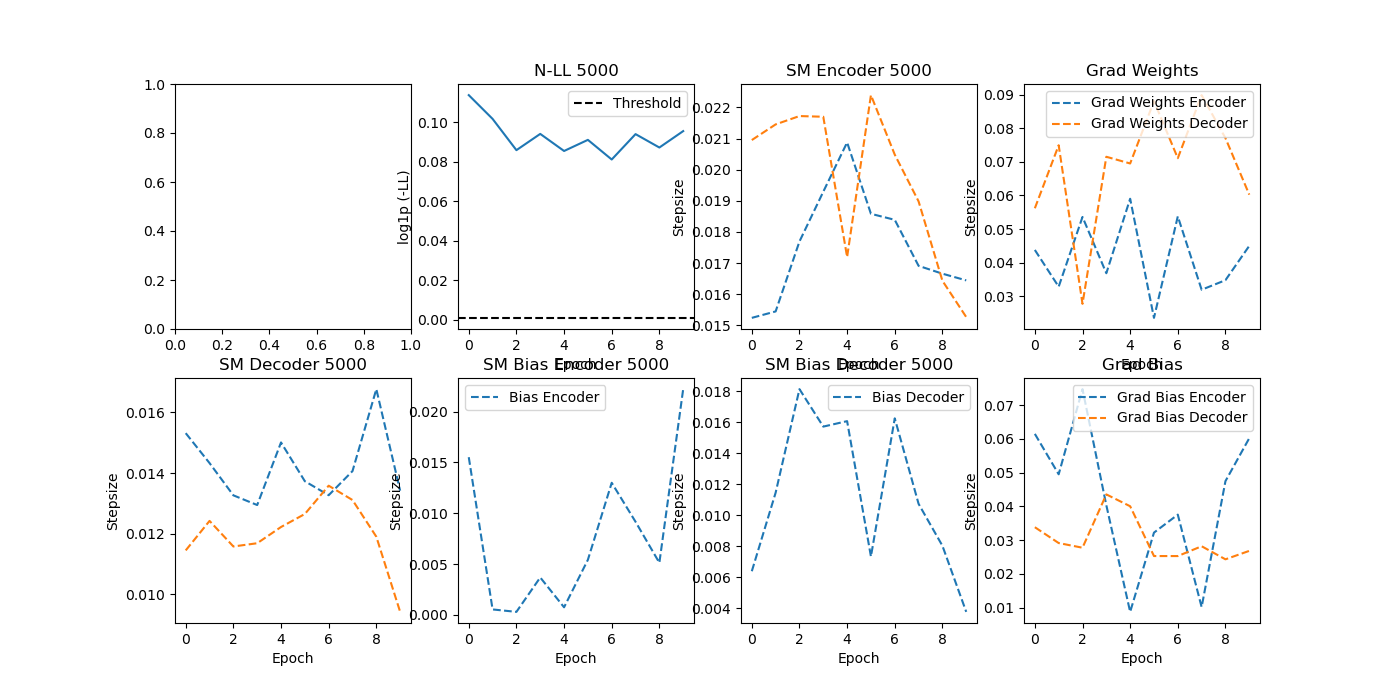 N-LL 5000
SM Encoder 5000
Grad Weights
1.0
0.8
0.6
0.4
0.2
0.0
0.0 0.2 0.4 0.6 0.8 1.0
log1p (-LL)
0.10
0.08
0.06
0.04
0.02
0.00
Threshold
0 2 4 6 8
Epoch
Stepsize
0.022
0.021
0.020
0.019
0.018
0.017
0.016
0.015
0 2 4 6 8
Epoch
Stepsize
0.09
0.08
0.07
0.06
0.05
0.04
0.03
Grad Weights Encoder
Grad Weights Decoder
0 2 4 6 8
Epoch
SM Decoder 5000
SM Bias Encoder 5000
SM Bias Decoder 5000
Grad Bias
Stepsize
0.016
0.014
0.012
0.010
0 2 4 6 8
Epoch
Stepsize
0.020
0.015
0.010
0.005
0.000
Bias Encoder
0 2 4 6 8
Epoch
Stepsize
0.018
0.016
0.014
0.012
0.010
0.008
0.006
0.004
Bias Decoder
0 2 4 6 8
Epoch
Stepsize
0.07
0.06
0.05
0.04
0.03
0.02
0.01
Grad Bias Encoder
Grad Bias Decoder
0 2 4 6 8
Epoch